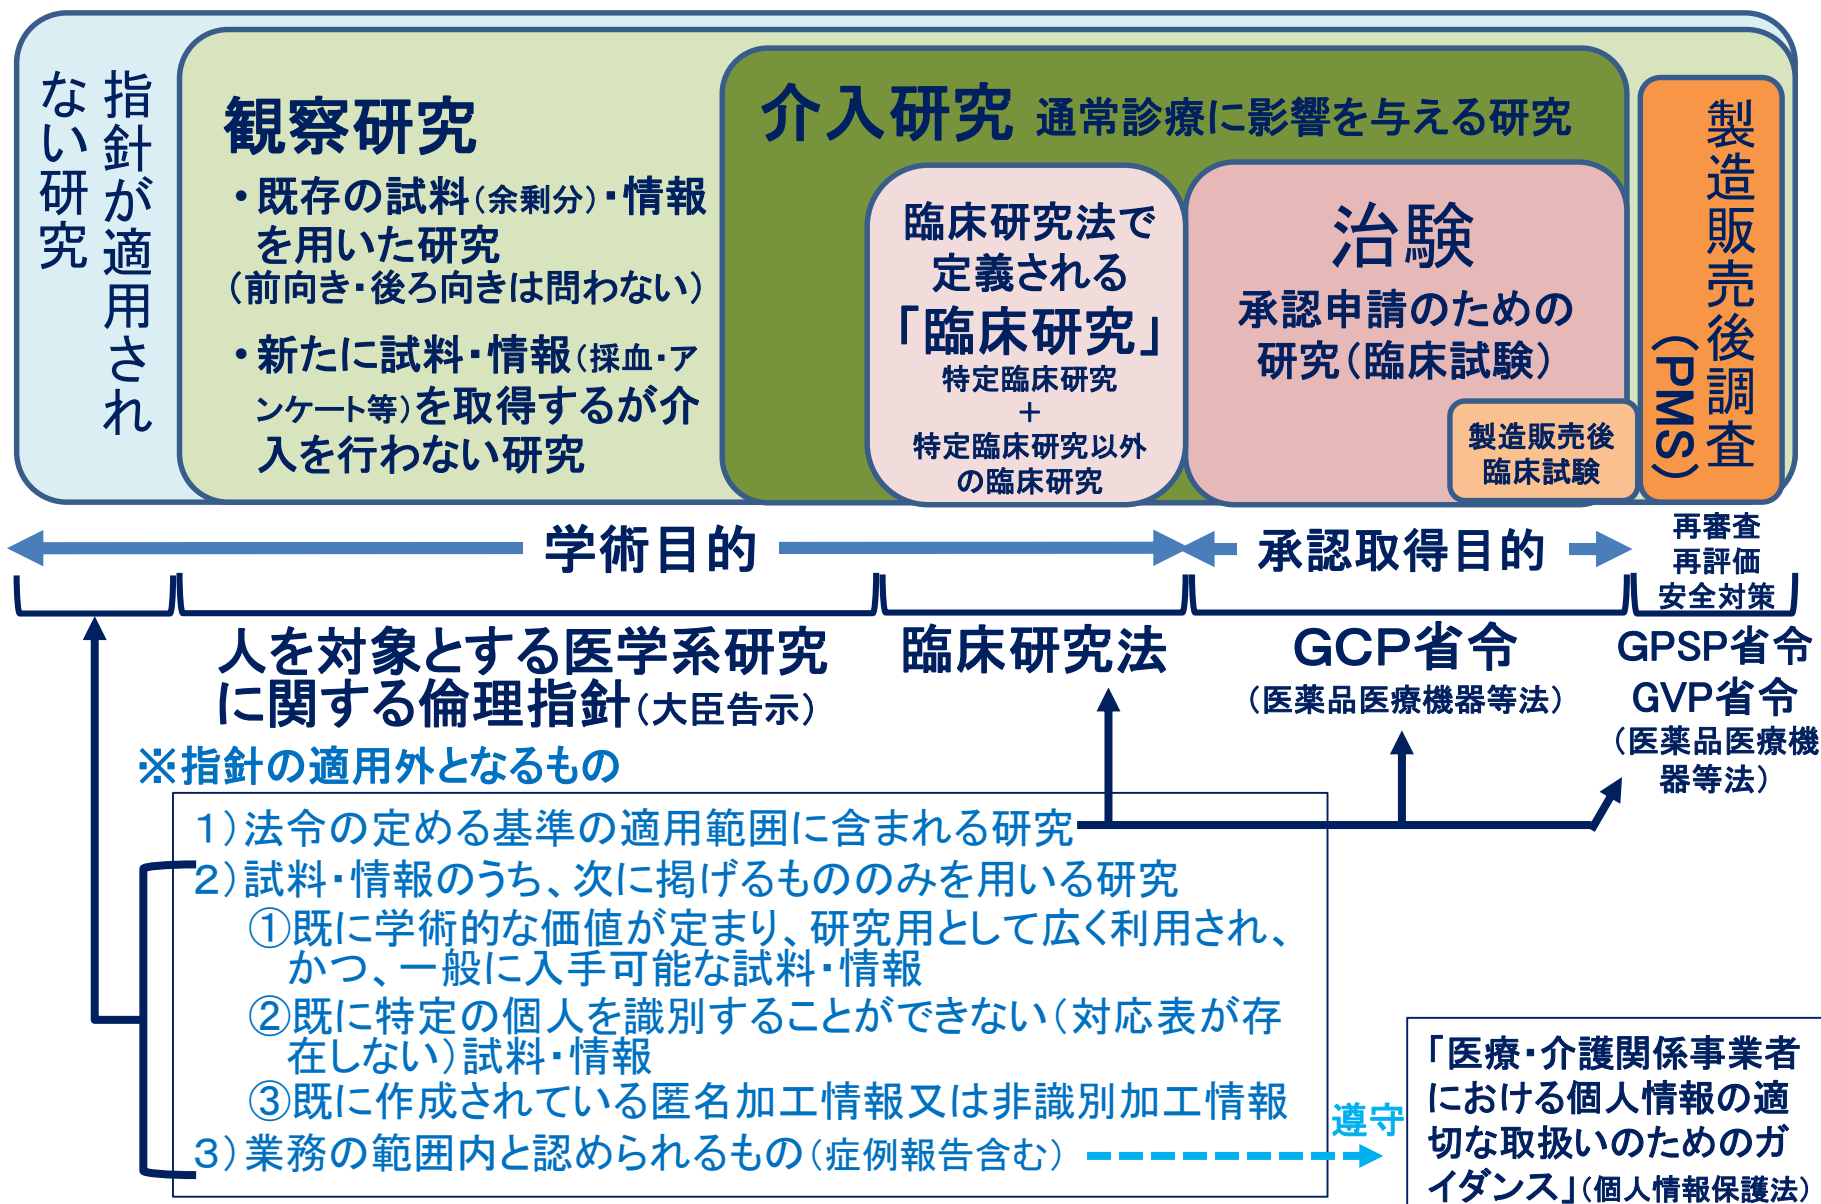 指針が適用され
ない研究
観察研究
・既存の試料(余剰分)・情報
を用いた研究
(前向き・後ろ向きは問わない)
・新たに試料・情報(採血・ア
ンケート等)を取得するが介
入を行わない研究
介入研究 通常診療に影響を与える研究
臨床研究法で
定義される
「臨床研究」
特定臨床研究
＋
特定臨床研究以外
の臨床研究
治験
承認申請のための
研究(臨床試験)
製造販売後
臨床試験
製造販売後調査
(PMS)
学術目的
承認取得目的
再審査
再評価
安全対策
人を対象とする医学系研究
に関する倫理指針(大臣告示)
臨床研究法
GCP省令
(医薬品医療機器等法)
GPSP省令
GVP省令
(医薬品医療機
器等法)
※指針の適用外となるもの
1)法令の定める基準の適用範囲に含まれる研究
2)試料・情報のうち、次に掲げるもののみを用いる研究
①既に学術的な価値が定まり、研究用として広く利用され、
かつ、一般に入手可能な試料・情報
②既に特定の個人を識別することができない(対応表が存
在しない)試料・情報
③既に作成されている匿名加工情報又は非識別加工情報
3)業務の範囲内と認められるもの(症例報告含む)
遵守
「医療・介護関係事業者
における個人情報の適
切な取扱いのためのガ
イダンス」(個人情報保護法)